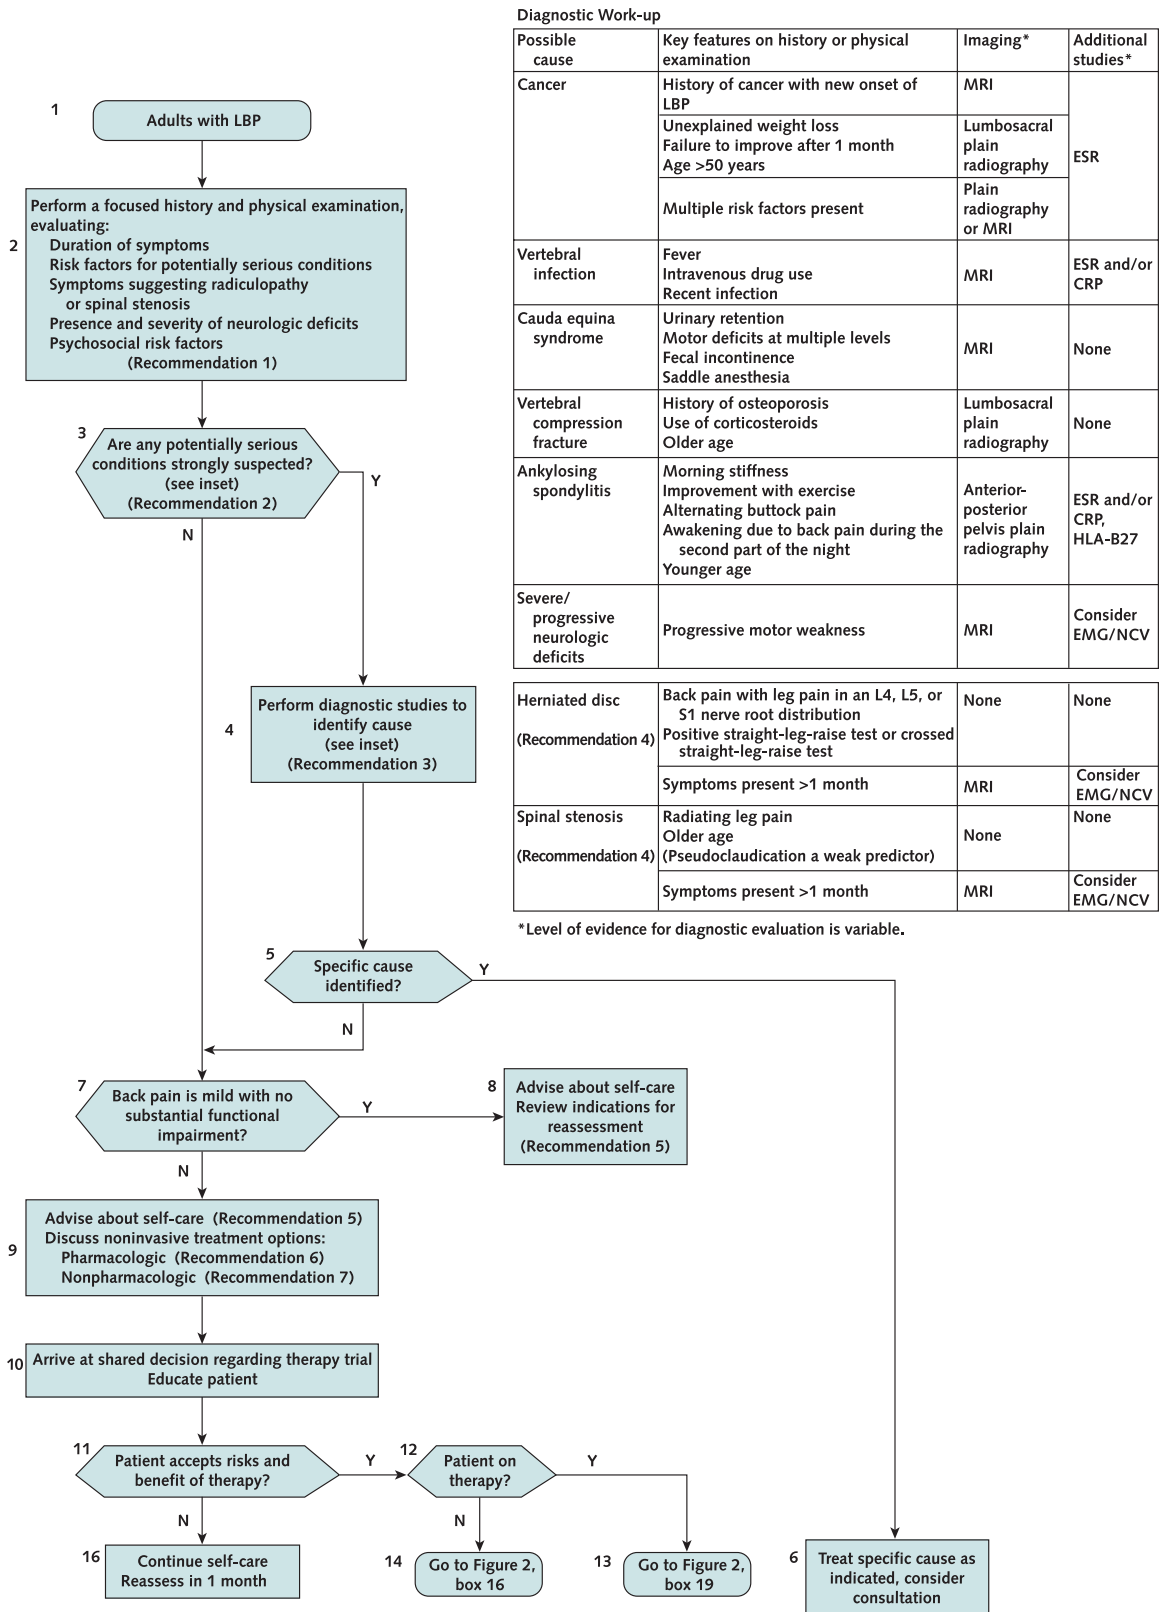 Diagnostic Work-up
Possible cause
Key features on history or physical examination
Imaging*
Additional studies*
Cancer
History of cancer with new onset of LBP
MRI
Unexplained weight loss
Failure to improve after 1 month
Age >50 years
Lumbosacral plain radiography
Multiple risk factors present
Plain radiography or MRI
ESR
Vertebral infection
Fever
Intravenous drug use
Recent infection
MRI
ESR and/or CRP
Cauda equina syndrome
Urinary retention
Motor deficits at multiple levels
Fecal incontinence
Saddle anesthesia
MRI
None
Vertebral compression fracture
History of osteoporosis
Use of corticosteroids
Older age
Lumbosacral plain radiography
None
Ankylosing spondylitis
Morning stiffness
Improvement with exercise
Alternating buttock pain
Awakening due to back pain during the
second part of the night
Younger age
Anterior-posterior pelvis plain radiography
ESR and/or CRP, HLA-B27
Severe/progressive neurologic deficits
Progressive motor weakness
MRI
Consider EMG/NCV
Herniated disc
(Recommendation 4)
Back pain with leg pain in an L4, L5, or
S1 nerve root distribution
Positive straight-leg-raise test or crossed
straight-leg-raise test
None
None
Symptoms present >1 month
MRI
Consider EMG/NCV
Spinal stenosis
(Recommendation 4)
Radiating leg pain
Older age
(Pseudoclaudication a weak predictor)
None
None
Symptoms present >1 month
MRI
Consider EMG/NCV
*Level of evidence for diagnostic evaluation is variable.
1
Adults with LBP
2
Perform a focused history and physical examination,
evaluating:
Duration of symptoms
Risk factors for potentially serious conditions
Symptoms suggesting radiculopathy
or spinal stenosis
Presence and severity of neurologic deficits
Psychosocial risk factors
(Recommendation 1)
3
Are any potentially serious
conditions strongly suspected?
(see inset)
(Recommendation 2)
Y
N
4
Perform diagnostic studies to
identify cause
(see inset)
(Recommendation 3)
5
Specific cause
identified?
Y
N
7
Back pain is mild with no
substantial functional
impairment?
Y
N
8
Advise about self-care
Review indications for
reassessment
(Recommendation 5)
9
Advise about self-care (Recommendation 5)
Discuss noninvasive treatment options:
Pharmacologic (Recommendation 6)
Nonpharmacologic (Recommendation 7)
10
Arrive at shared decision regarding therapy trial
Educate patient
11
Patient accepts risks and
benefit of therapy?
Y
N
12
Patient on
therapy?
Y
N
16
Continue self-care
Reassess in 1 month
14
Go to Figure 2,
box 16
13
Go to Figure 2,
box 19
6
Treat specific cause as
indicated, consider
consultation